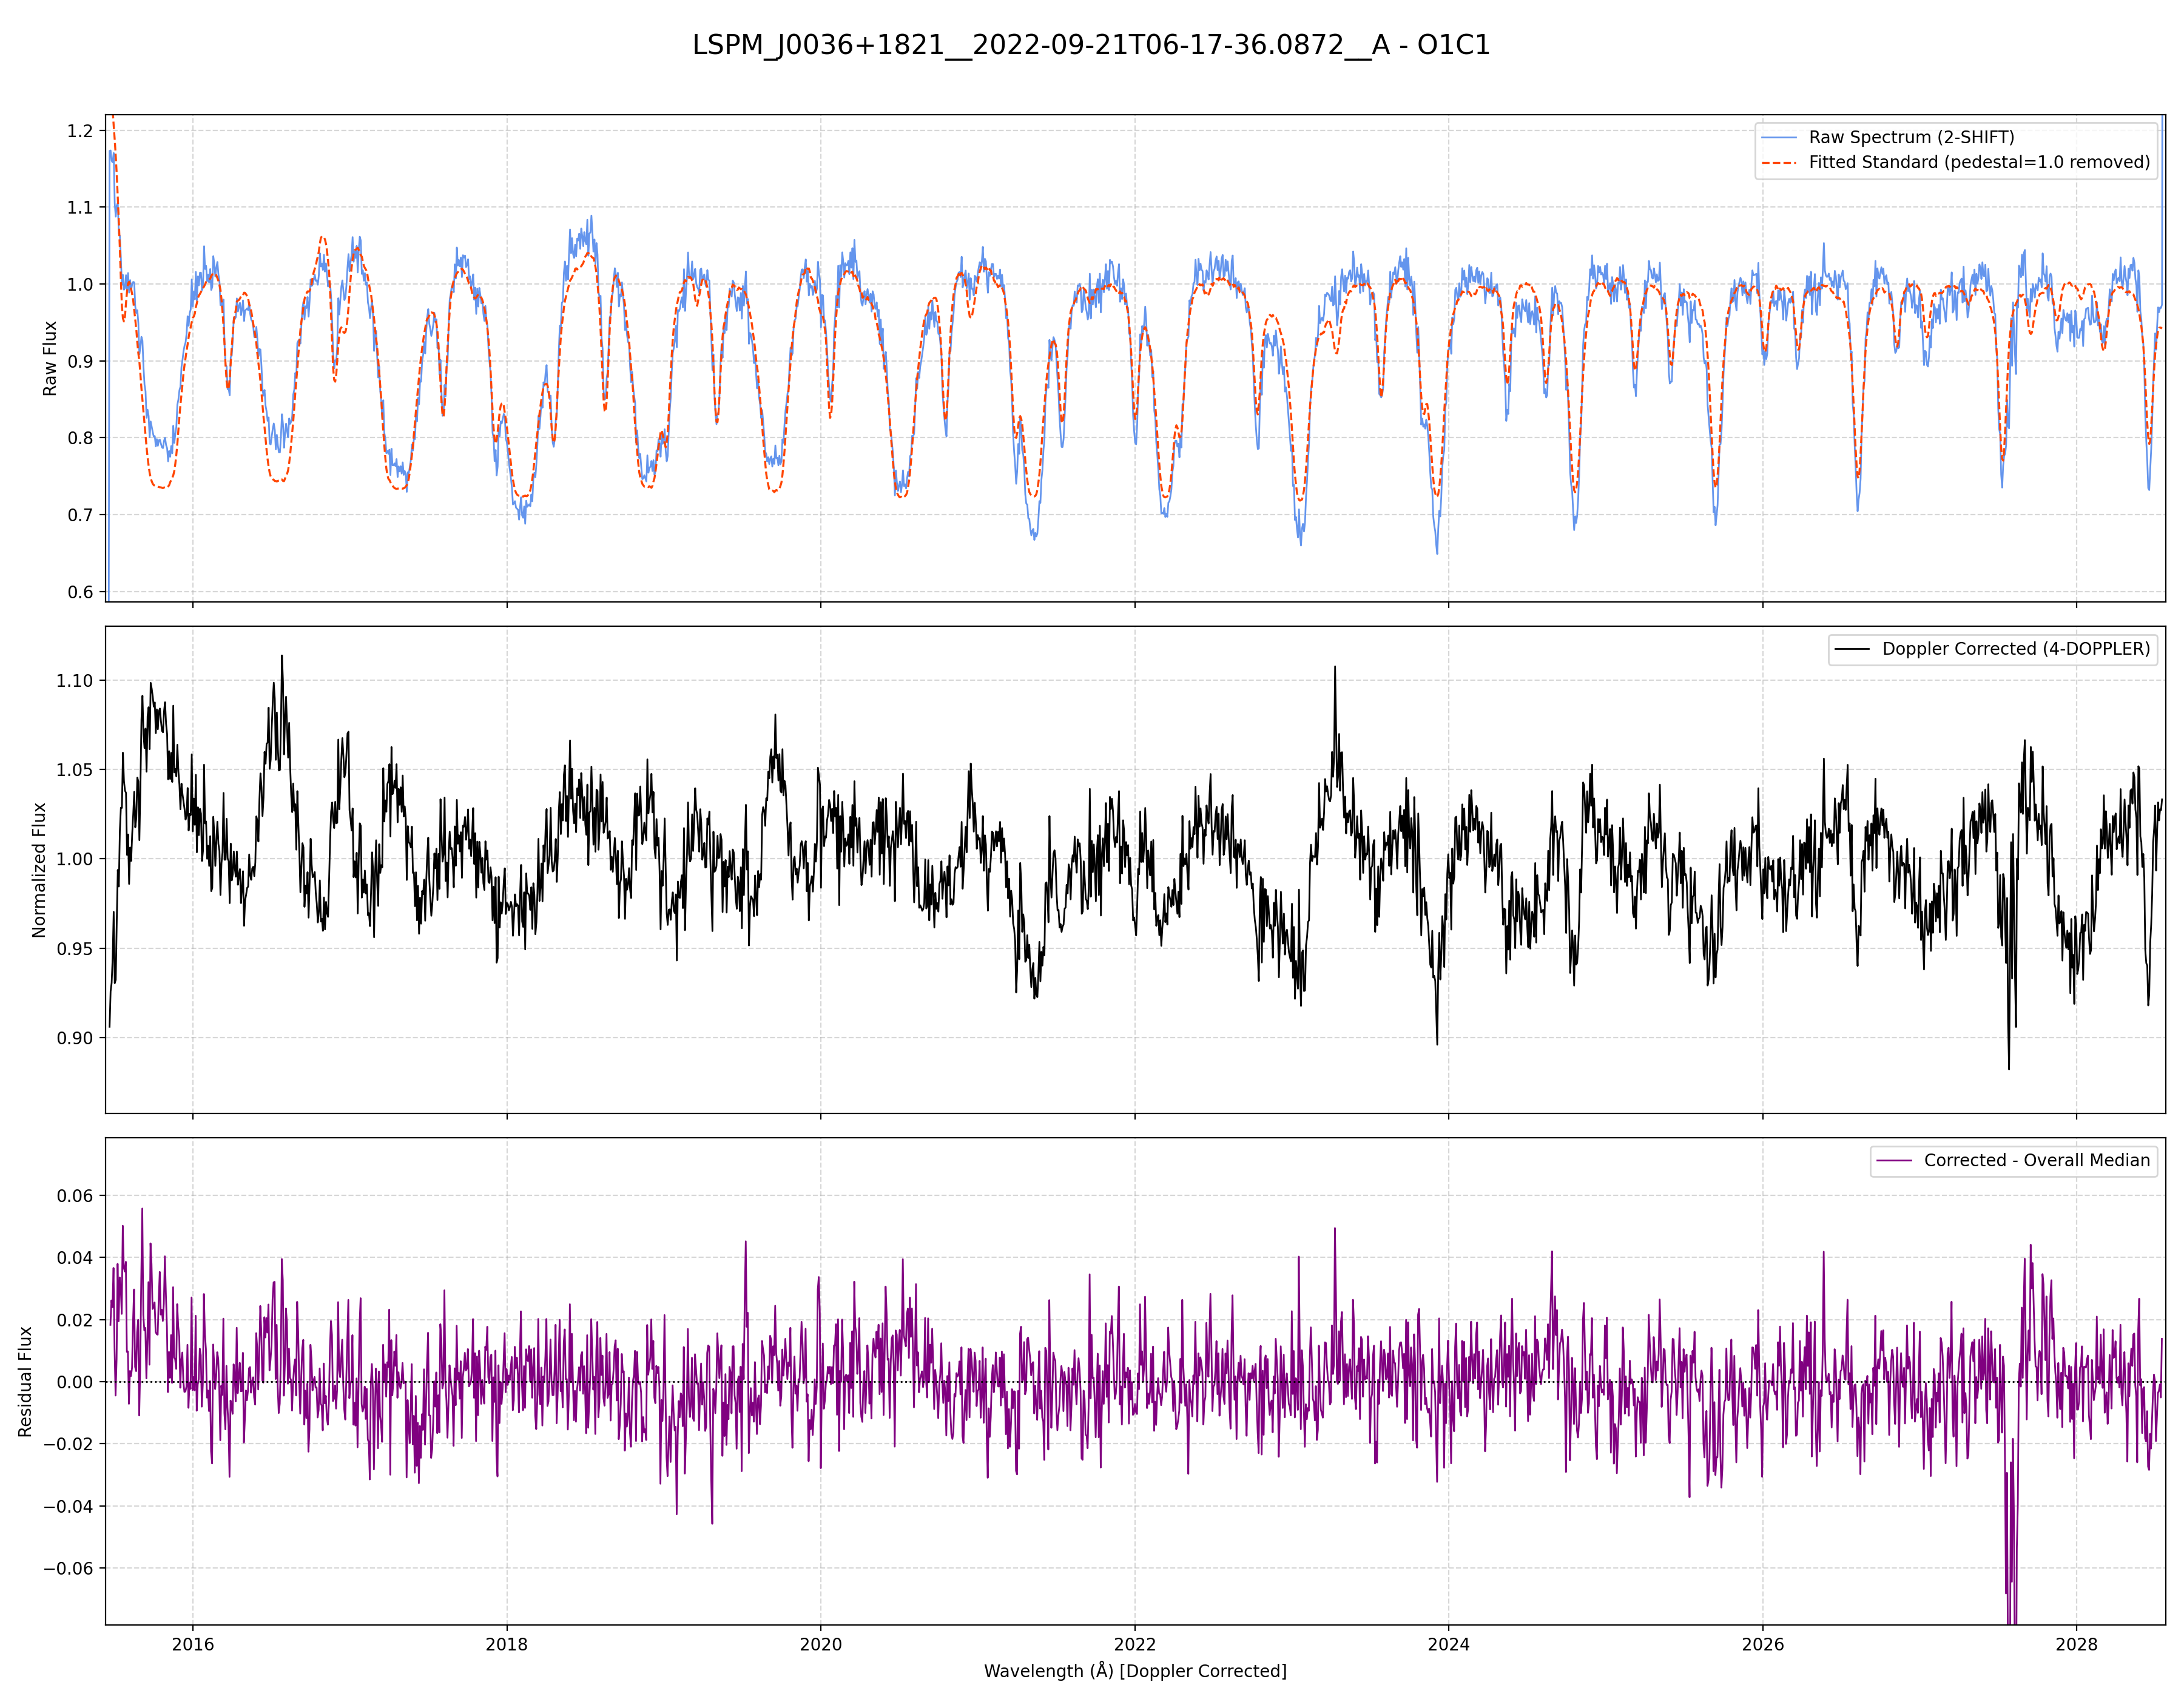 LSPM_J0036+1821__2022-09-21T06-17-36.0872__A - O1C1
1.2
1.1
1.0
0.9
0.8
0.7
0.6
Raw Flux
Raw Spectrum (2-SHIFT)
Fitted Standard (pedestal=1.0 removed)
1.10
1.05
1.00
0.95
0.90
Normalized Flux
Doppler Corrected (4-DOPPLER)
0.06
0.04
0.02
0.00
−0.02
−0.04
−0.06
Residual Flux
Corrected - Overall Median
2016 2018 2020 2022 2024 2026 2028
Wavelength (Å) [Doppler Corrected]